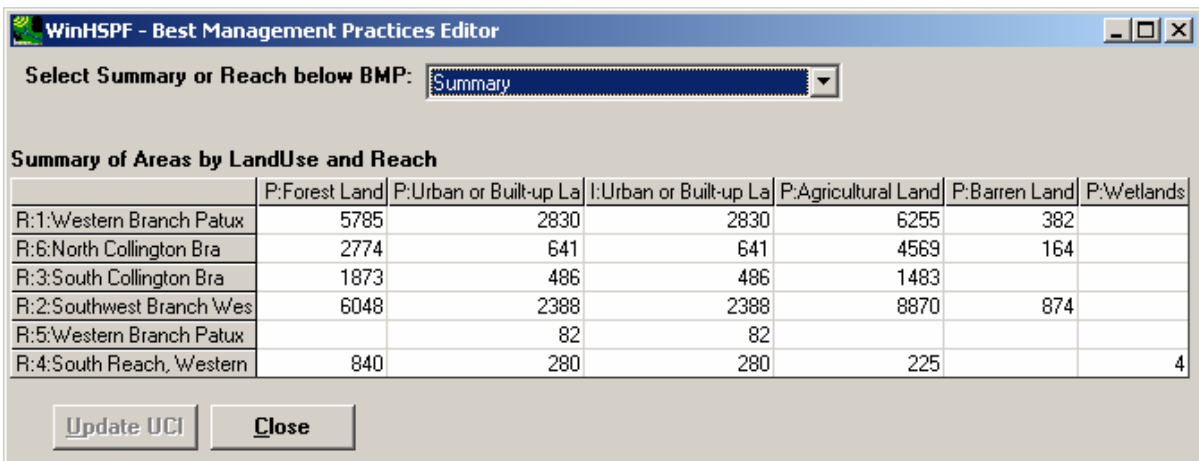 WinHSPF - Best Management Practices Editor
Select Summary or Reach below BMP: Summary
Summary of Areas by LandUse and Reach
P:Forest Land P:Urban or Built-up La I:Urban or Built-up La P:Agricultural Land P:Barren Land P:Wetlands
R:1:Western Branch Patux 5785 2830 2830 6255 382
R:6:North Collington Bra 2774 641 641 4569 164
R:3:South Collington Bra 1873 486 486 1483
R:2:Southwest Branch Wes 6048 2388 2388 8870 874
R:5:Western Branch Patux 82 82
R:4:South Reach, Western 840 280 280 225 4
Update UCI Close